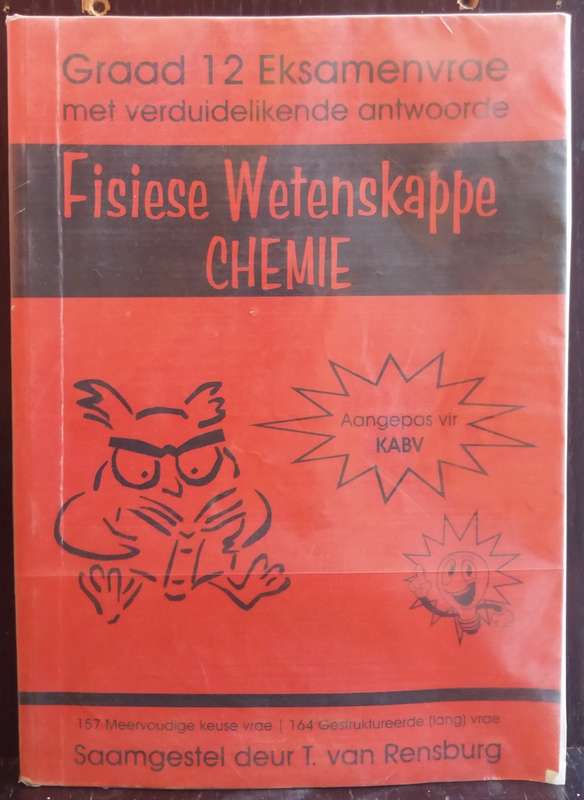 Graad 12 Eksamenvrae
met verduidelikende antwoorde
Fisiese Wetenskappe
CHEMIE
Aangepas vir
KABV
157 Meervoudige keuse vrae | 164 Gestruktureerde (lang) vrae
Saamgestel deur T. van Rensburg